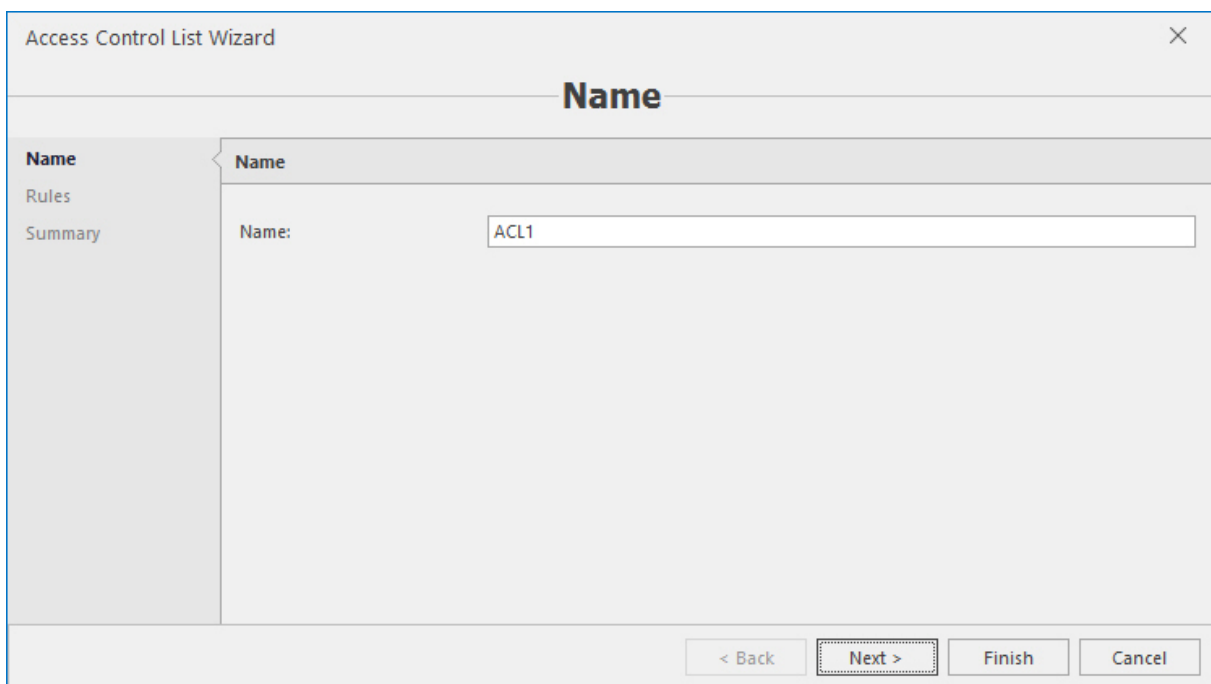 Access Control List Wizard
Name
Name
Rules
Summary
Name
Name: ACL1
< Back Next > Finish Cancel